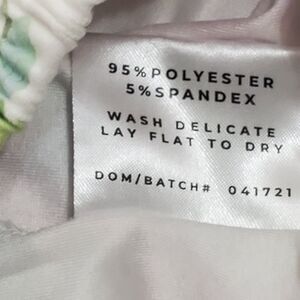 95% POLYESTER
5% SPANDEX
WASH DELICATE
LAY FLAT TO DRY
DOM/BATCH# 041721